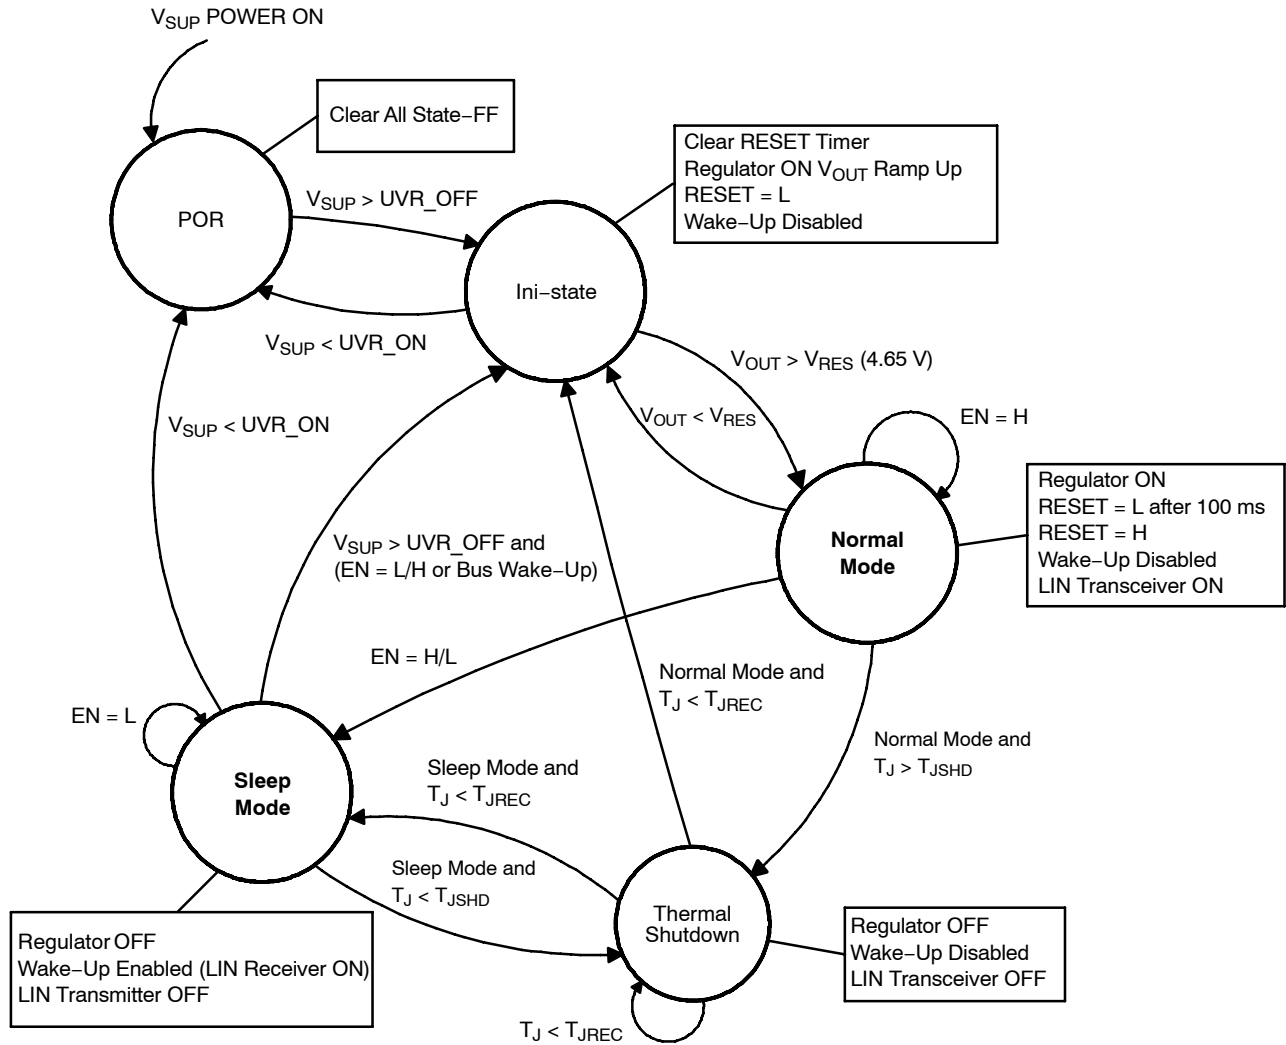 VSUP POWER ON
Clear All State−FF
Clear RESET Timer
Regulator ON VOUT Ramp Up
RESET = L
Wake−Up Disabled
VSUP > UVR_OFF
POR
Ini−state
VSUP < UVR_ON
VOUT > VRES (4.65 V)
VOUT < VRES
EN = H
VSUP < UVR_ON
Regulator ON
RESET = L after 100 ms
RESET = H
Wake−Up Disabled
LIN Transceiver ON
Normal
Mode
VSUP > UVR_OFF and
(EN = L/H or Bus Wake−Up)
EN = H/L
Normal Mode and
TJ < TJREC
EN = L
Normal Mode and
TJ > TJSHD
Sleep
Mode
Sleep Mode and
TJ < TJREC
Sleep Mode and
TJ < TJSHD
Thermal
Shutdown
Regulator OFF
Wake−Up Enabled (LIN Receiver ON)
LIN Transmitter OFF
Regulator OFF
Wake−Up Disabled
LIN Transceiver OFF
TJ < TJREC